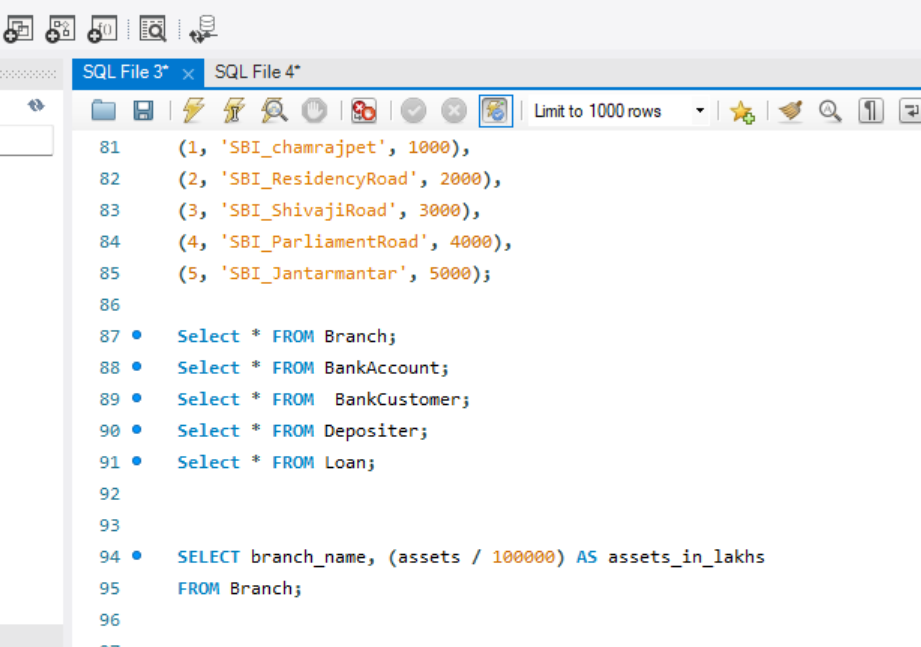 SQL File 3* SQL File 4*
Limit to 1000 rows
81 (1, 'SBI_chamrajpet', 1000),
82 (2, 'SBI_ResidencyRoad', 2000),
83 (3, 'SBI_ShivajiRoad', 3000),
84 (4, 'SBI_ParliamentRoad', 4000),
85 (5, 'SBI_Jantarmantar', 5000);
86
87 Select * FROM Branch;
88 Select * FROM BankAccount;
89 Select * FROM  BankCustomer;
90 Select * FROM Depositer;
91 Select * FROM Loan;
92
93
94 SELECT branch_name, (assets / 100000) AS assets_in_lakhs
95 FROM Branch;
96